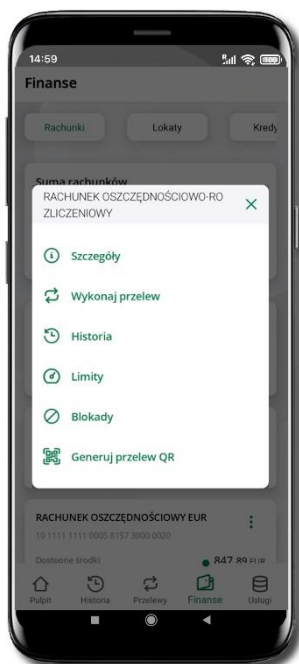 14:59
Finanse
Rachunki Lokaty Kredy
Suma rachunków
RACHUNEK OSZCZĘDNOŚCIOWO-RO
ZLICZENIOWY
Szczegóły
Wykonaj przelew
Historia
Limity
Blokady
Generuj przelew QR
RACHUNEK OSZCZĘDNOŚCIOWY EUR
10 1111 1111 0005 8157 3000 0020
Dostępne środki 847,89 EUR
Pulpit Historia Przelewy Finanse Usługi